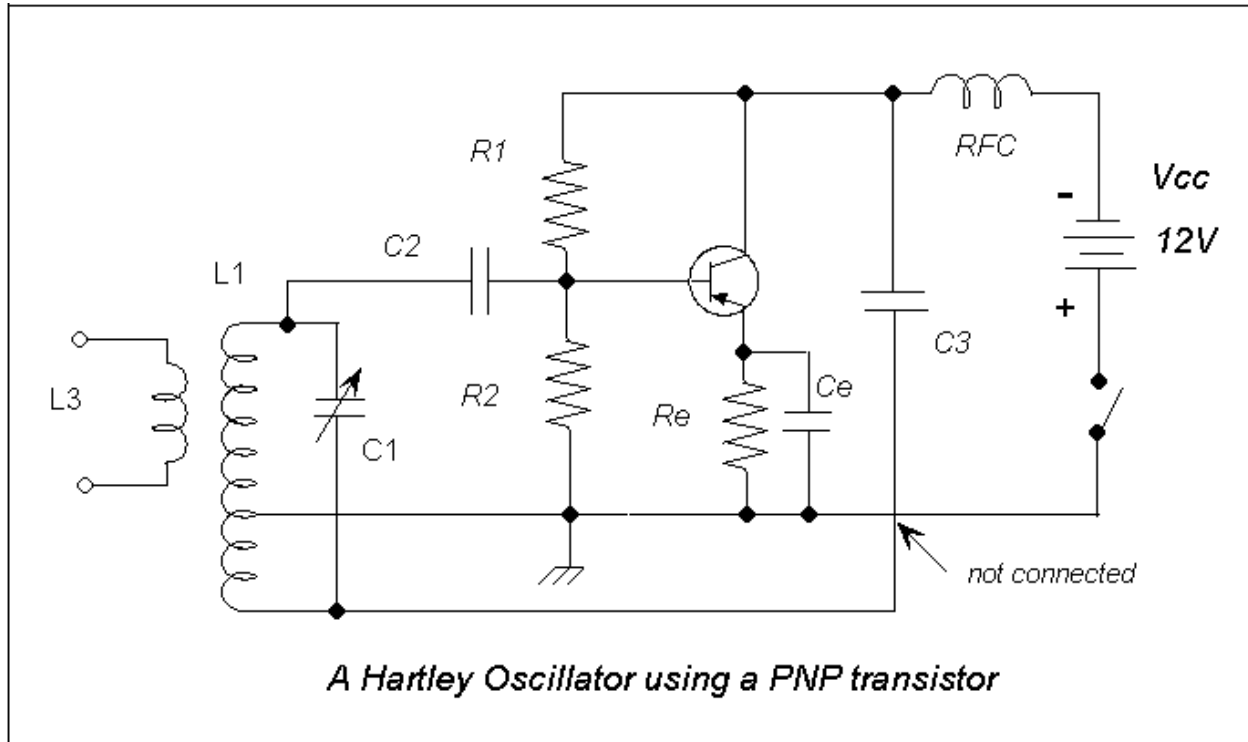 R1
RFC
Vcc
-
12V
C2
L1
+
C3
L3
R2
Re
Ce
C1
not connected
A Hartley Oscillator using a PNP transistor